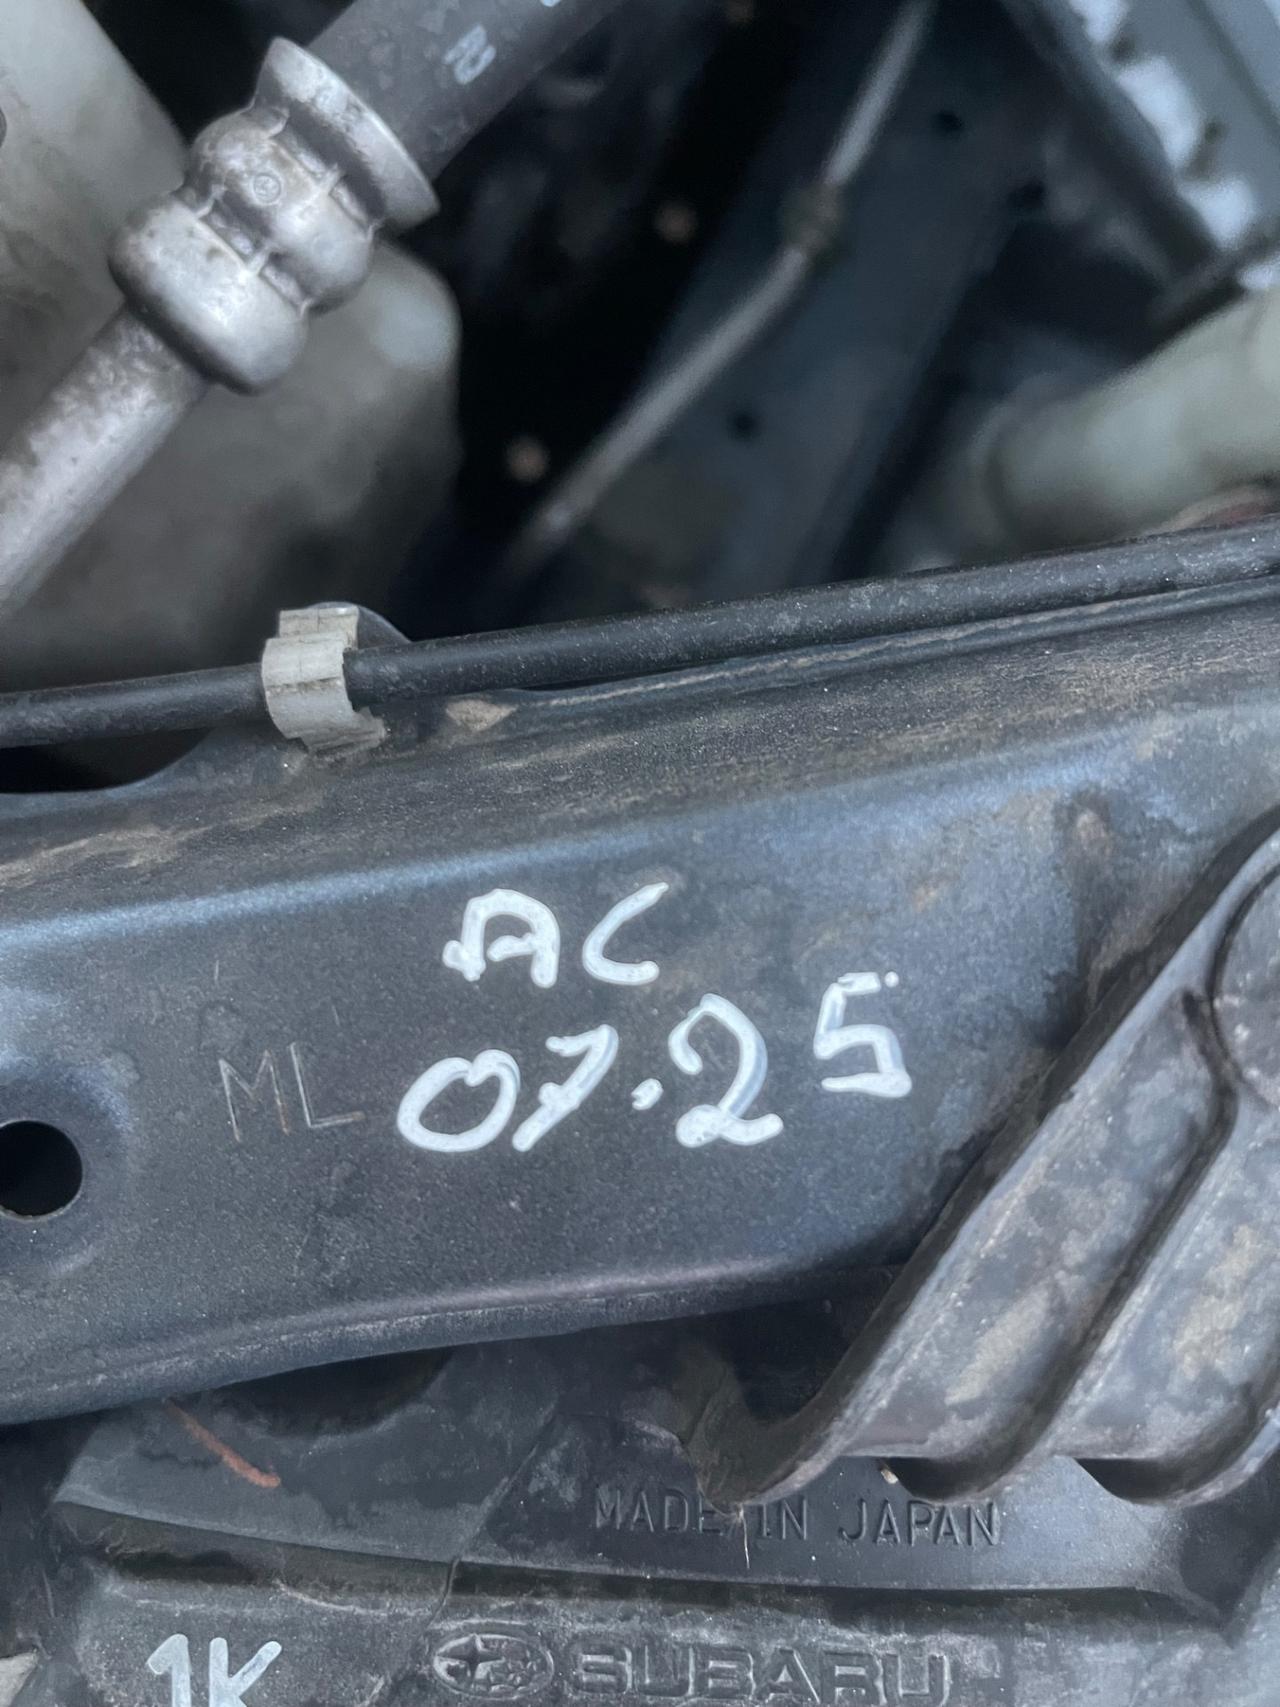 AC
07.25
ML
MADE IN JAPAN
1K
SUBARU